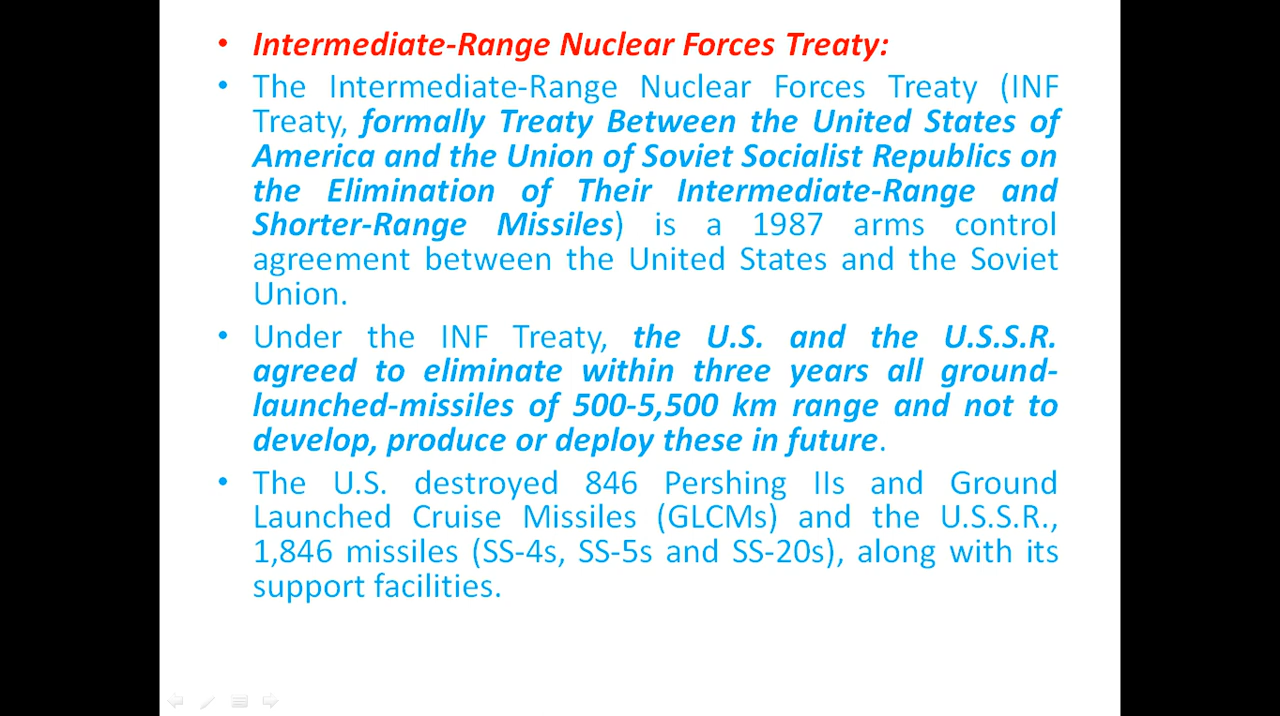 • Intermediate-Range Nuclear Forces Treaty:
• The Intermediate-Range Nuclear Forces Treaty (INF
Treaty, formally Treaty Between the United States of
America and the Union of Soviet Socialist Republics on
the Elimination of Their Intermediate-Range and
Shorter-Range Missiles) is a 1987 arms control
agreement between the United States and the Soviet
Union.
• Under the INF Treaty, the U.S. and the U.S.S.R.
agreed to eliminate within three years all ground-
launched-missiles of 500-5,500 km range and not to
develop, produce or deploy these in future.
• The U.S. destroyed 846 Pershing IIs and Ground
Launched Cruise Missiles (GLCMs) and the U.S.S.R.,
1,846 missiles (SS-4s, SS-5s and SS-20s), along with its
support facilities.